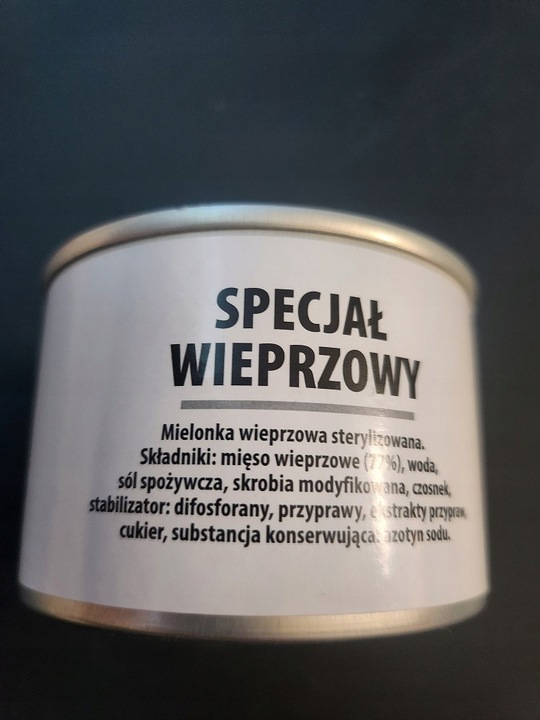 SPECJAŁ
WIEPRZOWY
Mielonka wieprzowa sterylizowana.
Składniki: mięso wieprzowe (77%), woda,
sól spożywcza, skrobia modyfikowana, czosnek,
stabilizator: difosforany, przyprawy, ekstrakty przypraw,
cukier, substancja konserwująca: azotyn sodu.